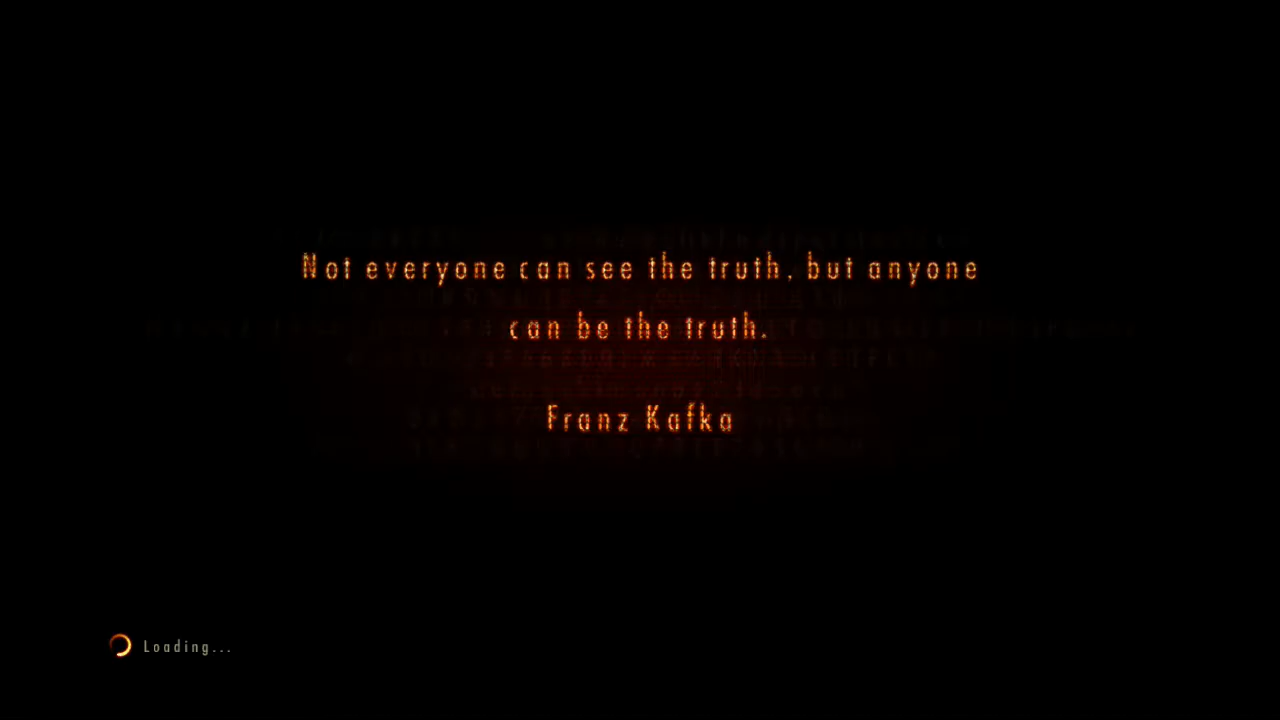 Not everyone can see the truth, but anyone
can be the truth.
Franz Kafka
Loading...